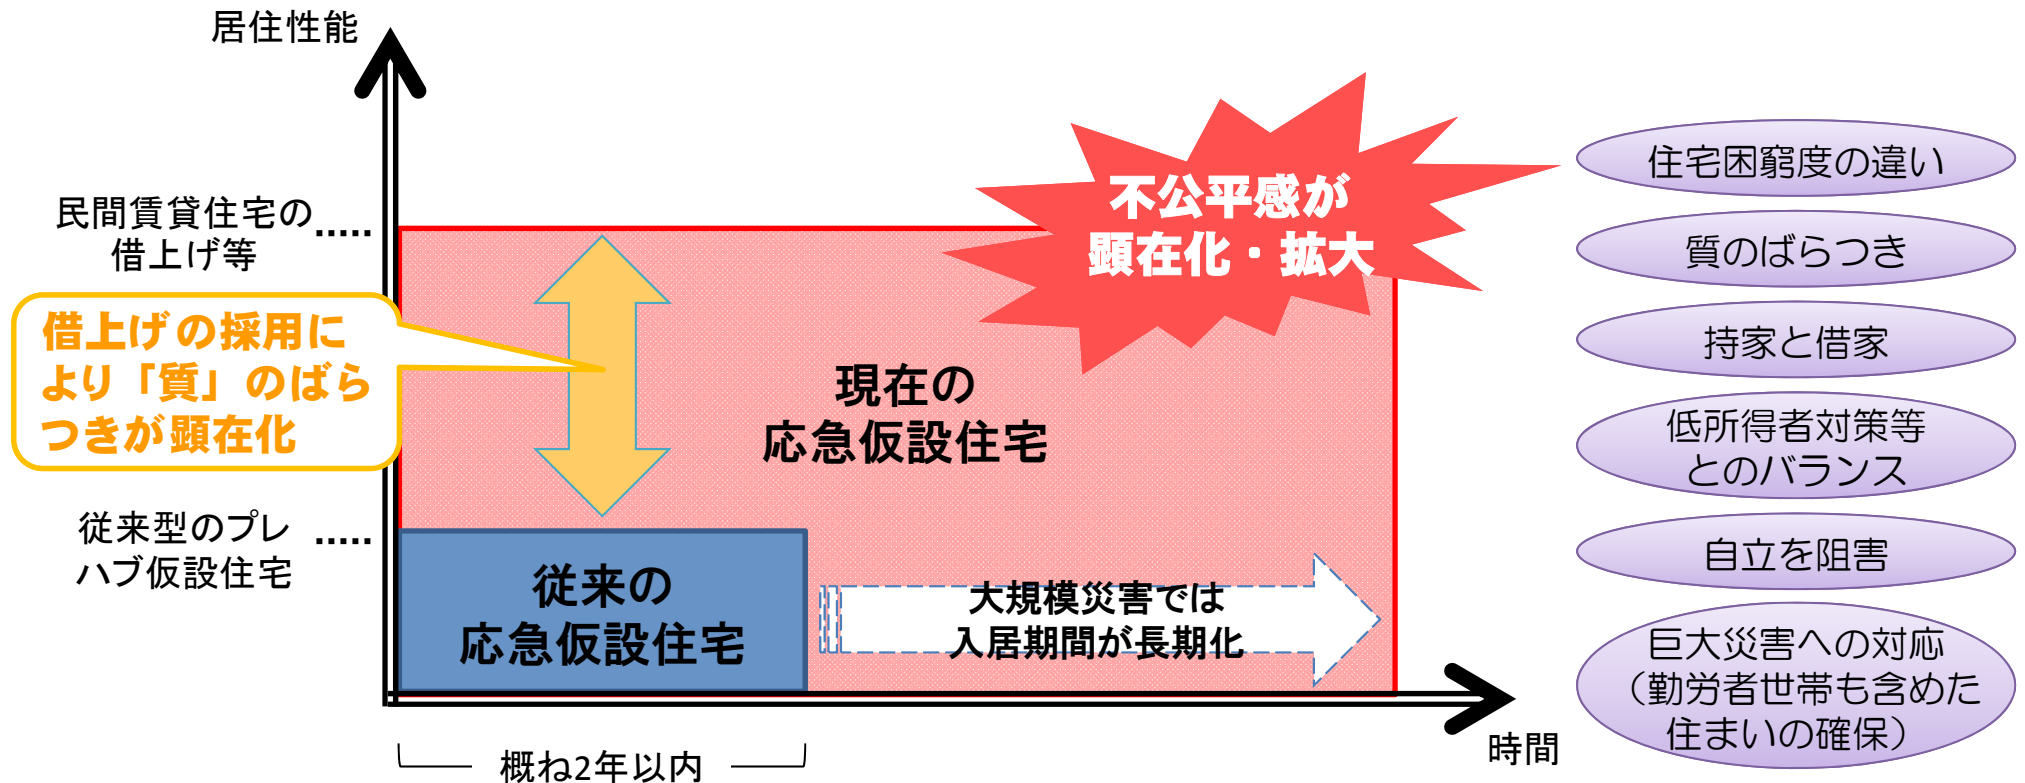 居住性能
民間賃貸住宅の
借上げ等
借上げの採用に
より「質」のばら
つきが顕在化
従来型のプレ
ハブ仮設住宅
不公平感が
顕在化・拡大
現在の
応急仮設住宅
従来の
応急仮設住宅
大規模災害では
入居期間が長期化
概ね2年以内
時間
住宅困窮度の違い
質のばらつき
持家と借家
低所得者対策等
とのバランス
自立を阻害
巨大災害への対応
（勤労者世帯も含めた
住まいの確保）